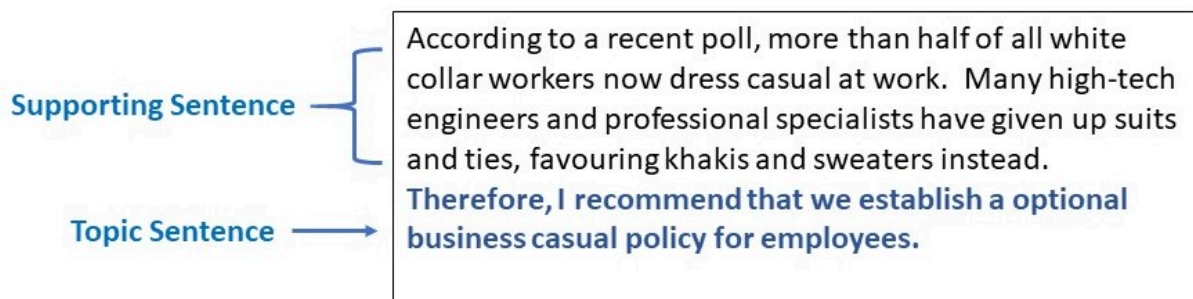 Supporting Sentence
According to a recent poll, more than half of all white
collar workers now dress casual at work.  Many high-tech
engineers and professional specialists have given up suits
and ties, favouring khakis and sweaters instead.
Topic Sentence
Therefore, I recommend that we establish a optional
business casual policy for employees.